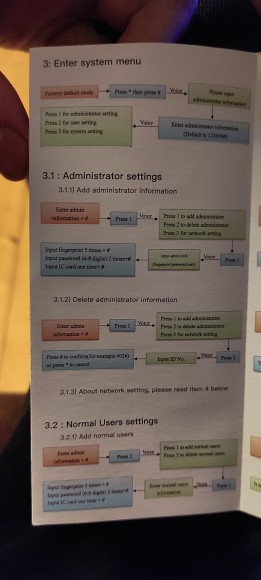 3: Enter system menu
Factory default mode
Press * then press #
Voice
Please input
administrator information
Press 1 for administrator setting
Press 2 for user setting
Press 3 for system setting
Voice
Enter administrator information
(Default is 123456#)
3.1 : Administrator settings
3.1.1) Add administrator information
Enter admin
information + #
Press 1
Voice
Press 1 to add administrator
Press 2 to delete administrator
Press 3 for network setting
Input fingerprint 5 times + #
Input password (6-8 digits) 2 times+#
Input IC card one time+ #
Input admin info
(fingerprint/password/card)
Voice
Press 1
3.1.2) Delete administrator information
Enter admin
information + #
Press 1
Voice
Press 1 to add administrator
Press 2 to delete administrator
Press 3 for network setting
Press # to confirm(for example 902#)
or press * to cancel
Input ID No.
Voice
Press 2
3.1.3) About network setting, please read item 4 below
3.2 : Normal Users settings
3.2.1) Add normal users
Enter admin
information + #
Press 2
Voice
Press 1 to add normal users
Press 2 to delete normal users
Input fingerprint 5 times + #
Input password (6-8 digits) 2 times+#
Input IC card one time + #
Enter normal users
information
Voice
Press 1